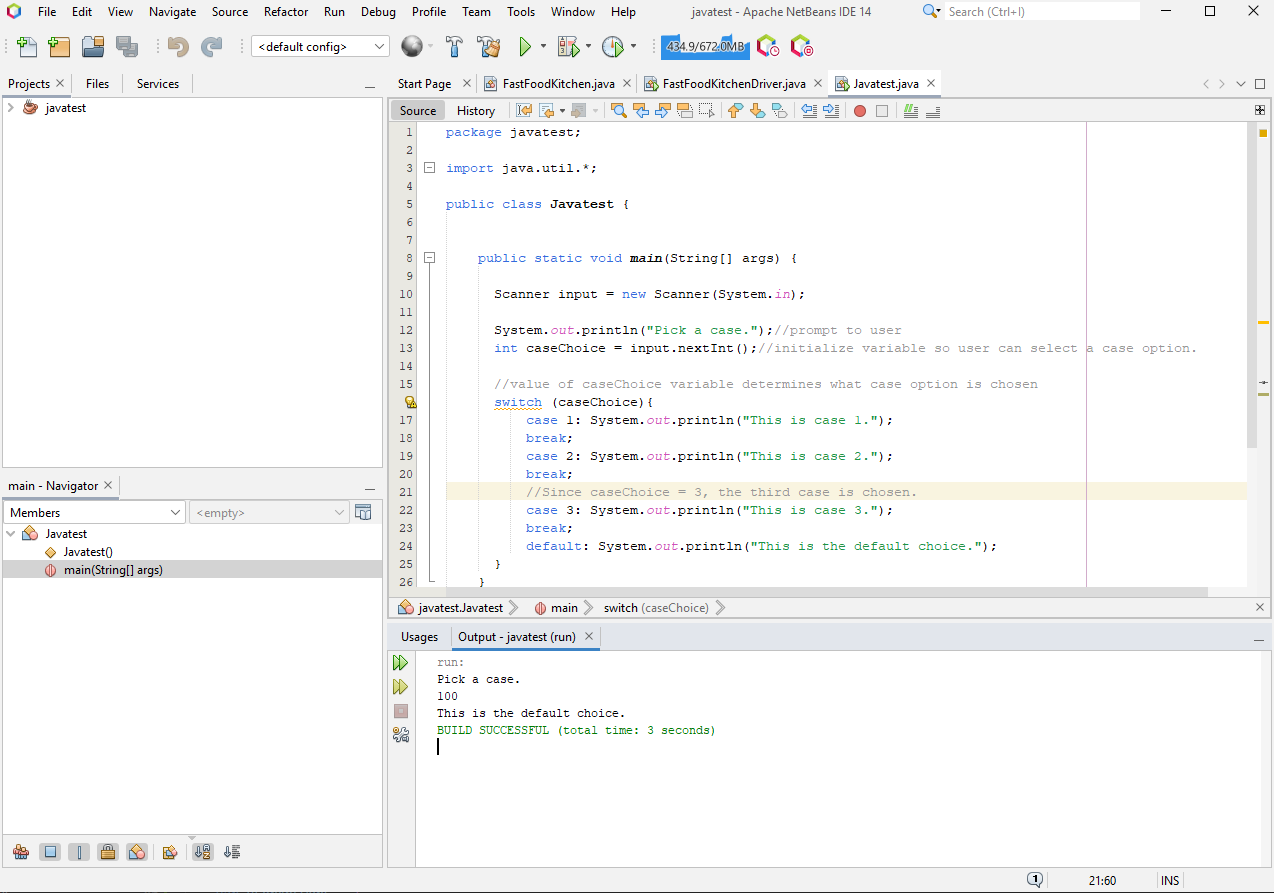 File Edit View Navigate Source Refactor Run Debug Profile Team Tools Window Help javatest - Apache NetBeans IDE 14 Search (Ctrl+I)
<default config> 434.9/672.0MB
Projects Files Services
javatest
Start Page FastFoodKitchen.java FastFoodKitchenDriver.java Javatest.java
Source History
1 package javatest;
2
3 import java.util.*;
4
5 public class Javatest {
6
7
8 public static void main(String[] args) {
9
10 Scanner input = new Scanner(System.in);
11
12 System.out.println("Pick a case.");//prompt to user
13 int caseChoice = input.nextInt();//initialize variable so user can select a case option.
14
15 //value of caseChoice variable determines what case option is chosen
switch (caseChoice){
17 case 1: System.out.println("This is case 1.");
18 break;
19 case 2: System.out.println("This is case 2.");
20 break;
21 //Since caseChoice = 3, the third case is chosen.
22 case 3: System.out.println("This is case 3.");
23 break;
24 default: System.out.println("This is the default choice.");
25 }
26 }
javatest.Javatest main switch (caseChoice)
main - Navigator
Members <empty>
Javatest
Javatest()
main(String[] args)
Usages Output - javatest (run)
run:
Pick a case.
100
This is the default choice.
BUILD SUCCESSFUL (total time: 3 seconds)
1 21:60 INS